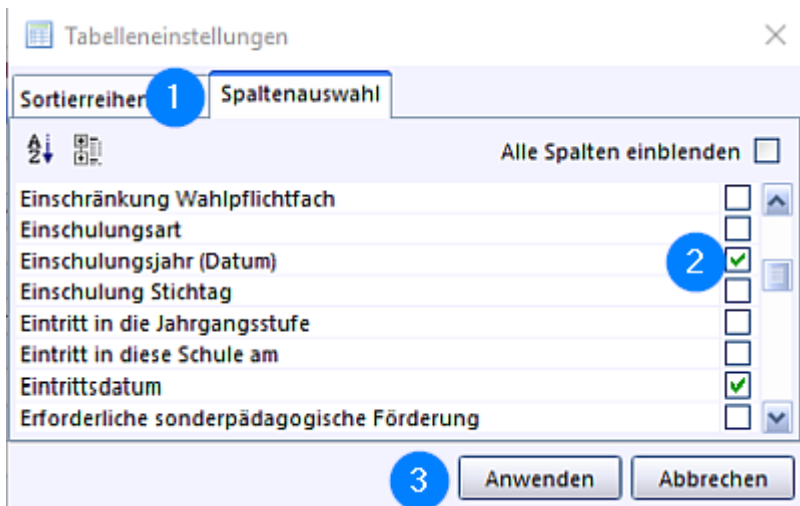 Tabelleneinstellungen
Sortierreihen 1 Spaltenauswahl
Alle Spalten einblenden
Einschränkung Wahlpflichtfach
Einschulungsart
Einschulungsjahr (Datum) 2
Einschulung Stichtag
Eintritt in die Jahrgangsstufe
Eintritt in diese Schule am
Eintrittsdatum
Erforderliche sonderpädagogische Förderung
3 Anwenden Abbrechen